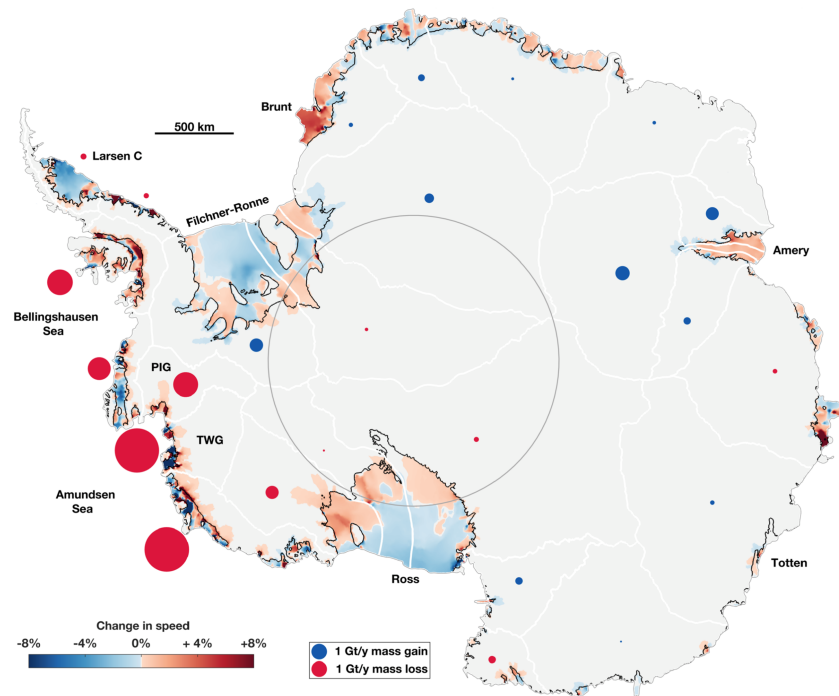 Brunt
500 km
Larsen C
Filchner-Ronne
Amery
Bellingshausen
Sea
PIG
TWG
Amundsen
Sea
Totten
Ross
Change in speed
-8% -4% 0% + 4% +8%
1 Gt/y mass gain
1 Gt/y mass loss